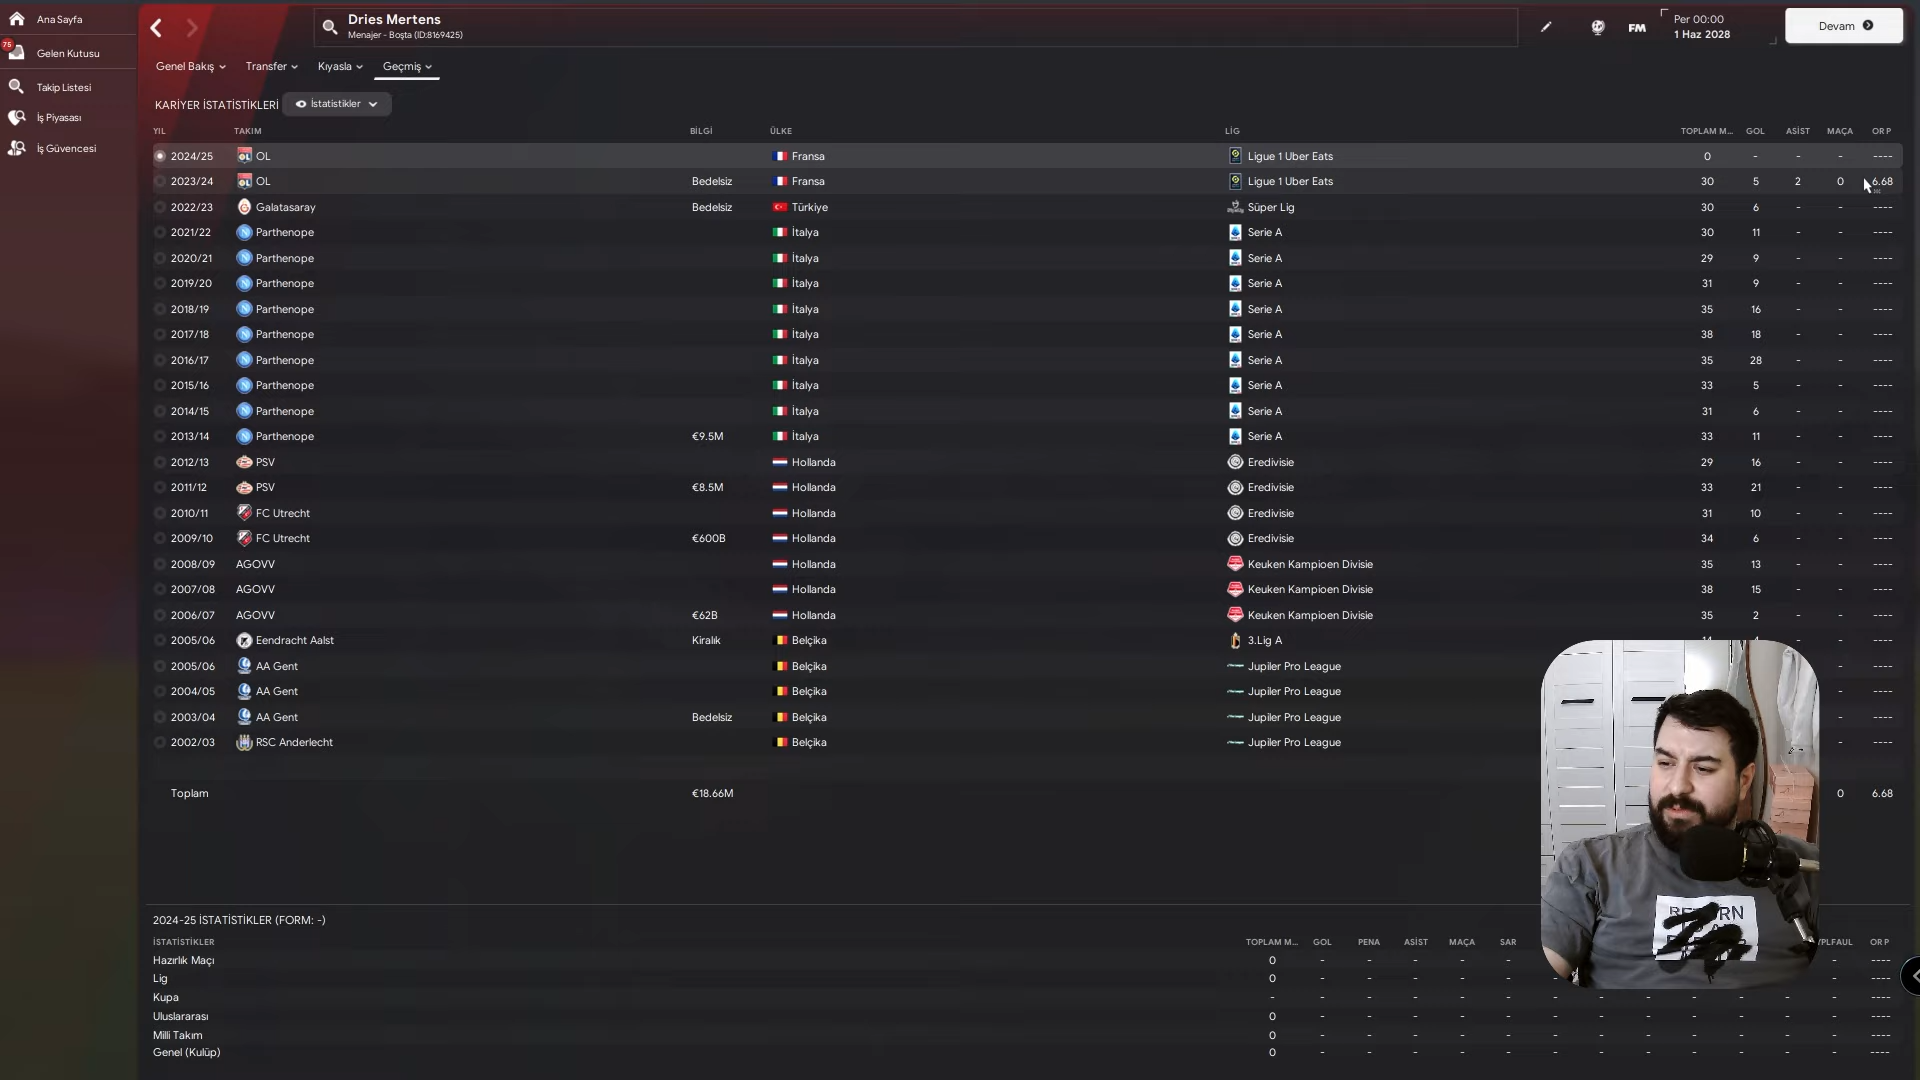 Ana Sayfa
75
Gelen Kutusu
Takip Listesi
İş Piyasası
İş Güvencesi
Dries Mertens
Menajer - Boşta (ID:8169425)
FM
Per 00:00
1 Haz 2028
Devam
Genel Bakış
Transfer
Kıyasla
Geçmiş
KARİYER İSTATİSTİKLERİ
İstatistikler
YIL TAKIM BİLGİ ÜLKE LİG TOPLAM M... GOL ASİST MAÇA OR P
2024/25 OL Fransa Ligue 1 Uber Eats 0 - - - ----
2023/24 OL Bedelsiz Fransa Ligue 1 Uber Eats 30 5 2 0 6.68
2022/23 Galatasaray Bedelsiz Türkiye Süper Lig 30 6 - - ----
2021/22 Parthenope İtalya Serie A 30 11 - - ----
2020/21 Parthenope İtalya Serie A 29 9 - - ----
2019/20 Parthenope İtalya Serie A 31 9 - - ----
2018/19 Parthenope İtalya Serie A 35 16 - - ----
2017/18 Parthenope İtalya Serie A 38 18 - - ----
2016/17 Parthenope İtalya Serie A 35 28 - - ----
2015/16 Parthenope İtalya Serie A 33 5 - - ----
2014/15 Parthenope İtalya Serie A 31 6 - - ----
2013/14 Parthenope €9.5M İtalya Serie A 33 11 - - ----
2012/13 PSV Hollanda Eredivisie 29 16 - - ----
2011/12 PSV €8.5M Hollanda Eredivisie 33 21 - - ----
2010/11 FC Utrecht Hollanda Eredivisie 31 10 - - ----
2009/10 FC Utrecht €600B Hollanda Eredivisie 34 6 - - ----
2008/09 AGOVV Hollanda Keuken Kampioen Divisie 35 13 - - ----
2007/08 AGOVV Hollanda Keuken Kampioen Divisie 38 15 - - ----
2006/07 AGOVV €62B Hollanda Keuken Kampioen Divisie 35 2 - - ----
2005/06 Eendracht Aalst Kiralık Belçika 3.Lig A - - ----
2005/06 AA Gent Belçika Jupiler Pro League - ----
2004/05 AA Gent Belçika Jupiler Pro League - ----
2003/04 AA Gent Bedelsiz Belçika Jupiler Pro League - ----
2002/03 RSC Anderlecht Belçika Jupiler Pro League - ----
Toplam €18.66M 0 6.68
2024-25 İSTATİSTİKLER (FORM: -)
İSTATİSTİKLER TOPLAM M... GOL PENA ASİST MAÇA SAR OR P
Hazırlık Maçı 0 - - - - - - ----
Lig 0 - - - - - - ----
Kupa - - - - - - - - - - - - - ----
Uluslararası 0 - - - - - - - - - - - - ----
Milli Takım 0 - - - - - - - - - - - - ----
Genel (Kulüp) 0 - - - - - - - - - - - - ----